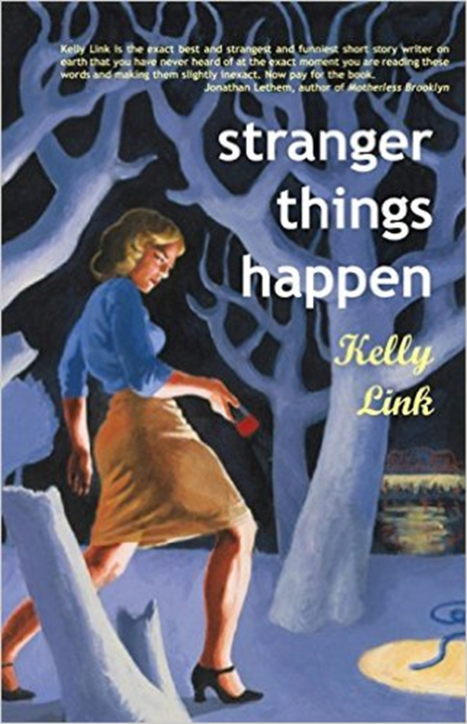 Kelly Link is the exact best and strangest and funniest short story writer on
earth that you have never heard of at the exact moment you are reading these
words and making them slightly inexact. Now pay for the book.
Jonathan Lethem, author of Motherless Brooklyn
stranger
things
happen
Kelly
Link